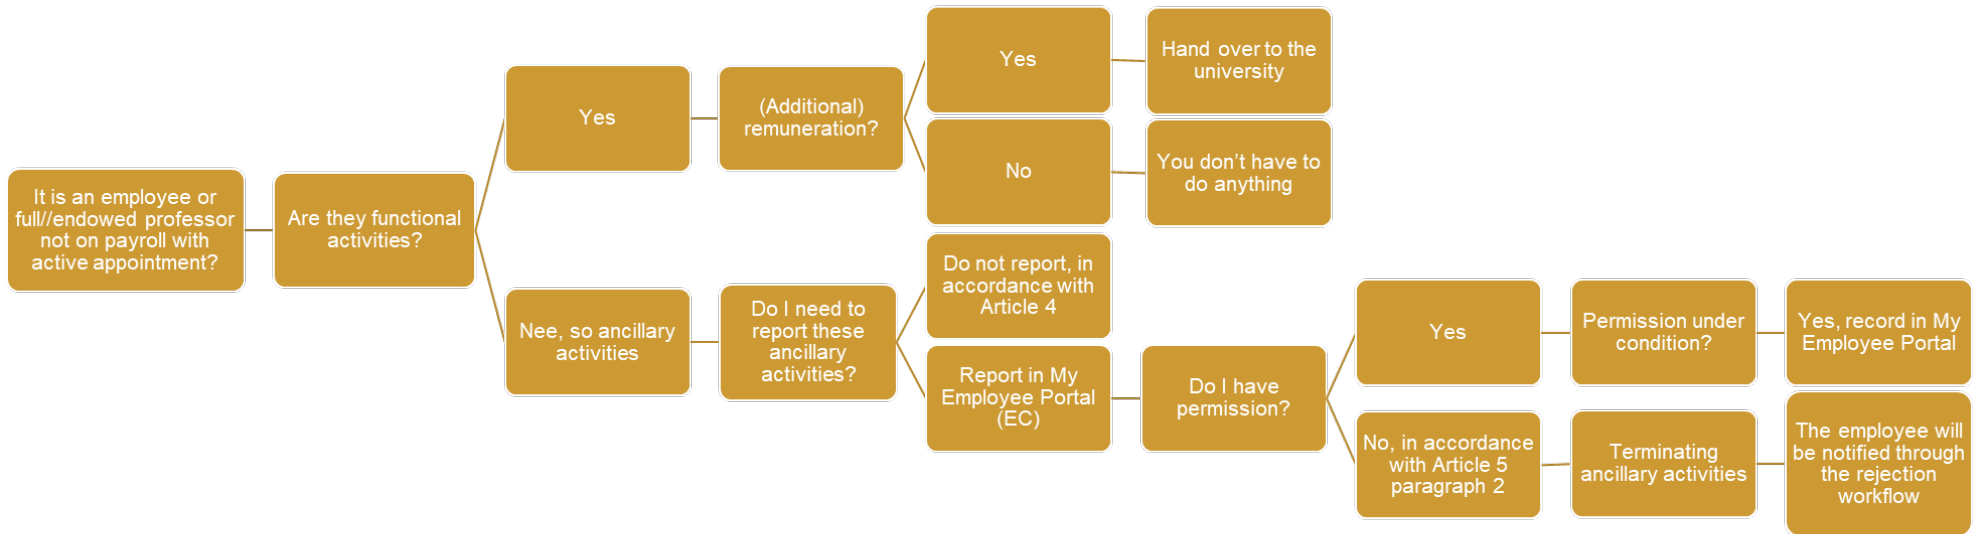 It is an employee or
full//endowed professor
not on payroll with
active appointment?
Are they functional
activities?
Yes
(Additional)
remuneration?
Yes
Hand over to the
university
No
You don’t have to
do anything
Nee, so ancillary
activities
Do I need to
report these
ancillary
activities?
Do not report, in
accordance with
Article 4
Report in My
Employee Portal
(EC)
Do I have
permission?
Yes
Permission under
condition?
Yes, record in My
Employee Portal
No, in accordance
with Article 5
paragraph 2
Terminating
ancillary activities
The employee will
be notified through
the rejection
workflow